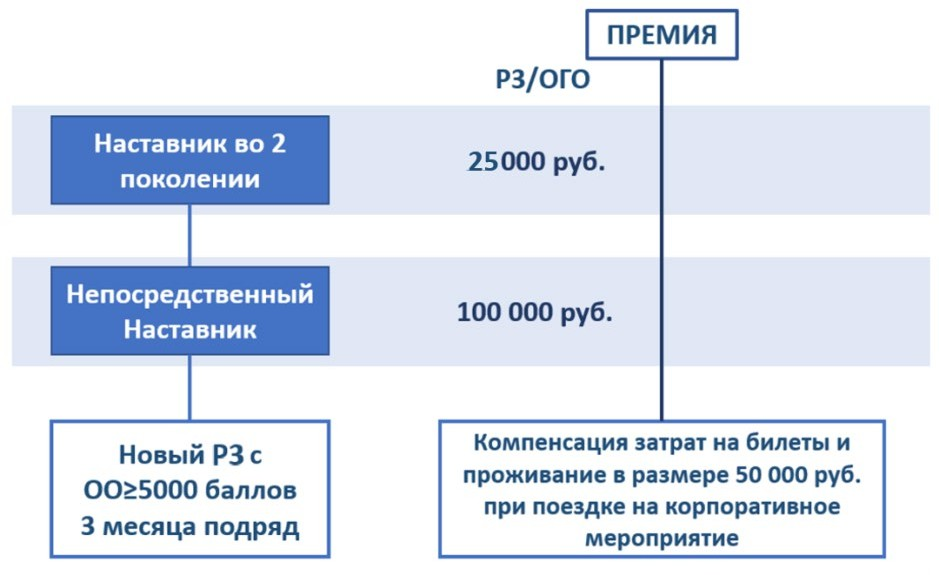 ПРЕМИЯ
РЗ/ОГО
Наставник во 2
поколении
25000 руб.
Непосредственный
Наставник
100 000 руб.
Новый РЗ с
ОО≥5000 баллов
3 месяца подряд
Компенсация затрат на билеты и
проживание в размере 50 000 руб.
при поездке на корпоративное
мероприятие